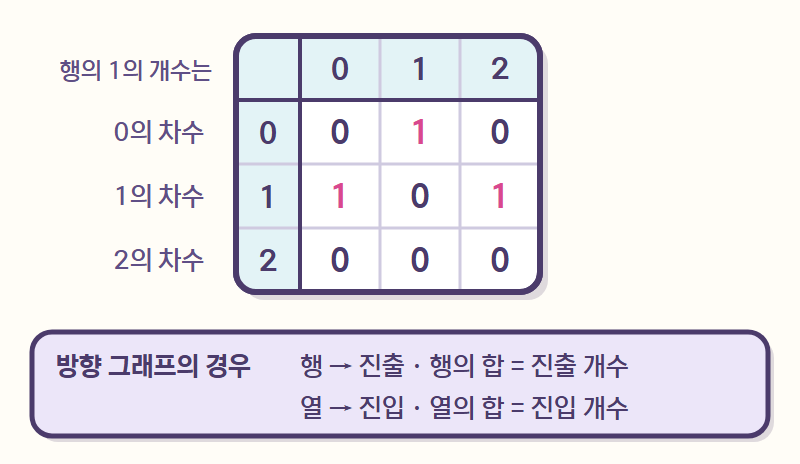 행의 1의 개수는 0 1 2
0의 차수 0 0 1 0
1의 차수 1 1 0 1
2의 차수 2 0 0 0
방향 그래프의 경우 행 → 진출 · 행의 합 = 진출 개수
열 → 진입 · 열의 합 = 진입 개수